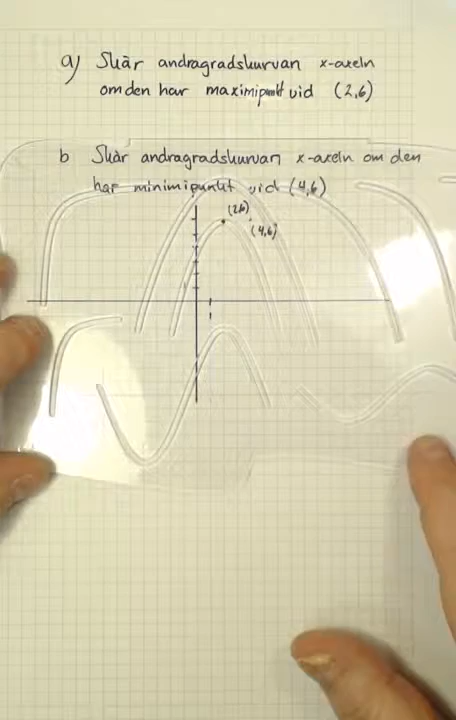 a) Skär andragradskurvan x-axeln
om den har maximipunkt vid (2,6)
b Skär andragradskurvan x-axeln om den
har minimipunkt vid (4,6)
(2,6)
(4,6)
1